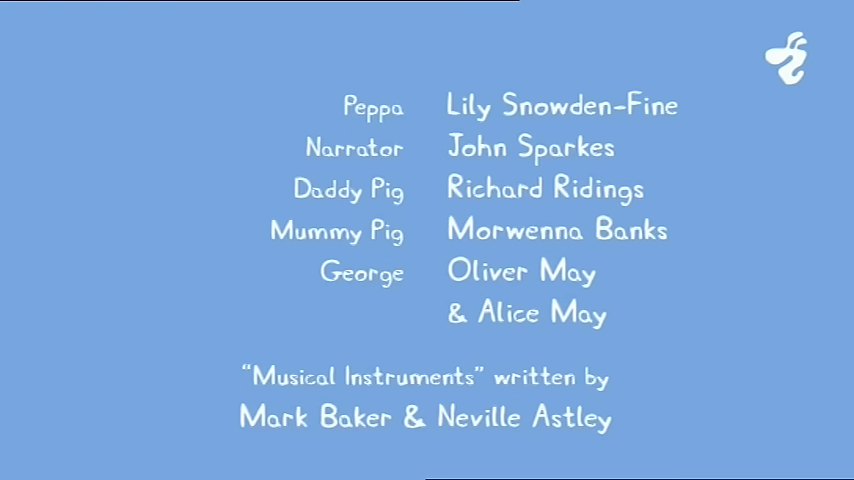 Peppa Lily Snowden-Fine
Narrator John Sparkes
Daddy Pig Richard Ridings
Mummy Pig Morwenna Banks
George Oliver May
& Alice May
“Musical Instruments” written by
Mark Baker & Neville Astley